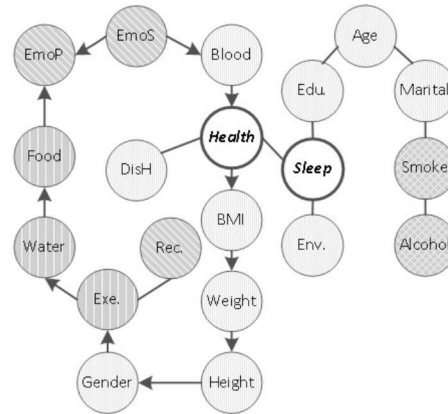 EmoP
EmoS
Blood
Age
Edu.
Marital
Food
DisH
Health
Sleep
Smoke
Water
Rec.
BMI
Env.
Alcohol
Exe.
Weight
Gender
Height